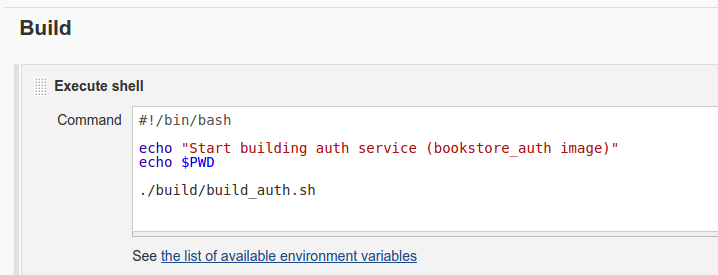 Build
Execute shell
Command
#!/bin/bash
echo "Start building auth service (bookstore_auth image)"
echo $PWD
./build/build_auth.sh
See the list of available environment variables